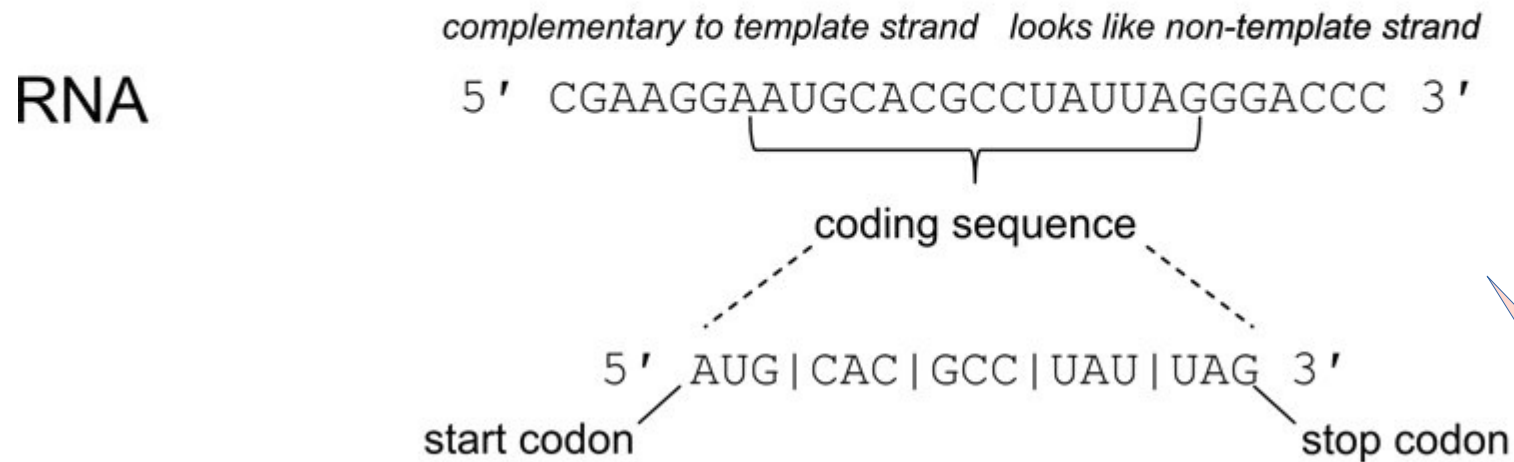 complementary to template strand looks like non-template strand
RNA 5' CGAAGGAAUGCACGCCUAUUAGGGACCC 3'
coding sequence
5' AUG|CAC|GCC|UAU|UAG 3'
start codon stop codon